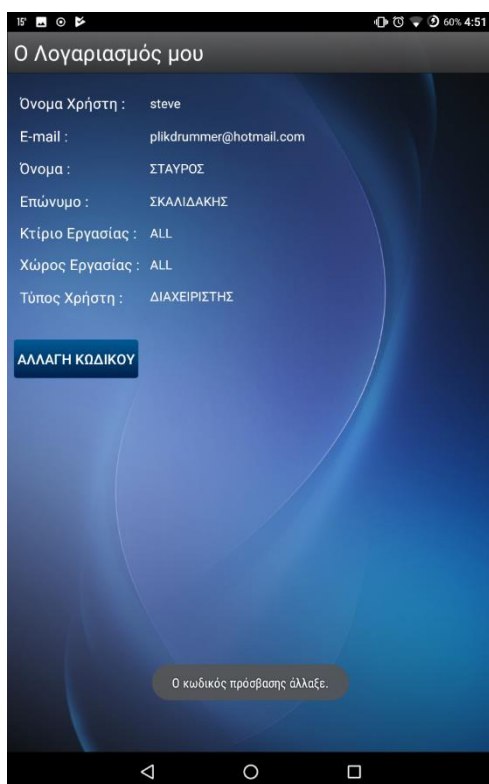 15° 60% 4:51
Ο Λογαριασμός μου
Όνομα Χρήστη : steve
E-mail : plikdrummer@hotmail.com
Όνομα : ΣΤΑΥΡΟΣ
Επώνυμο : ΣΚΑΛΙΔΑΚΗΣ
Κτίριο Εργασίας : ALL
Χώρος Εργασίας : ALL
Τύπος Χρήστη : ΔΙΑΧΕΙΡΙΣΤΗΣ
ΑΛΛΑΓΗ ΚΩΔΙΚΟΥ
Ο κωδικός πρόσβασης άλλαξε.